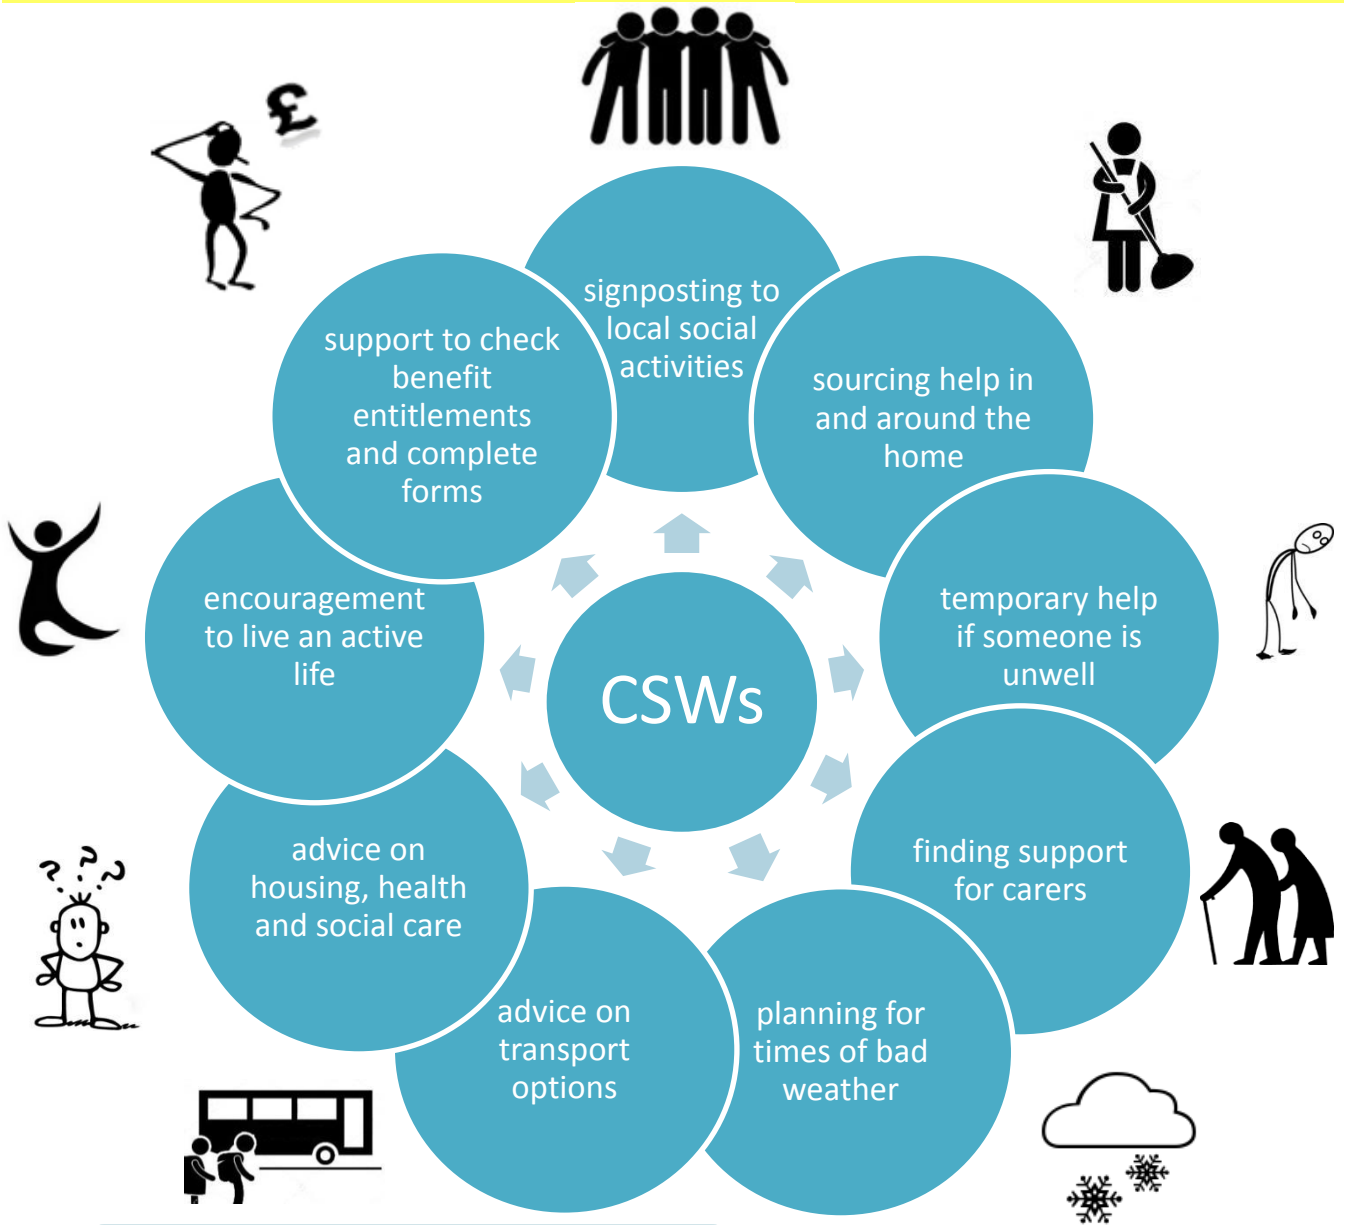 £
signposting to
local social
activities
sourcing help in
and around the
home
temporary help
if someone is
unwell
finding support
for carers
planning for
times of bad
weather
advice on
transport
options
advice on
housing, health
and social care
encouragement
to live an active
life
support to check
benefit
entitlements
and complete
forms
CSWs
? ? ?